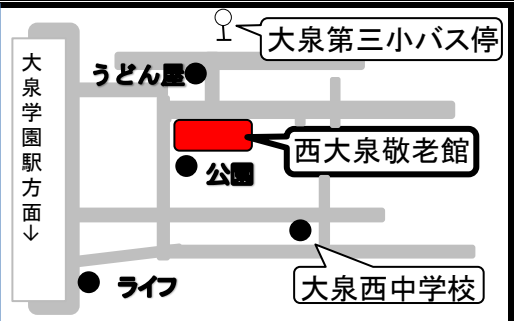 大泉第三小バス停
大泉学園駅方面↓
うどん屋
西大泉敬老館
公園
大泉西中学校
ライフ